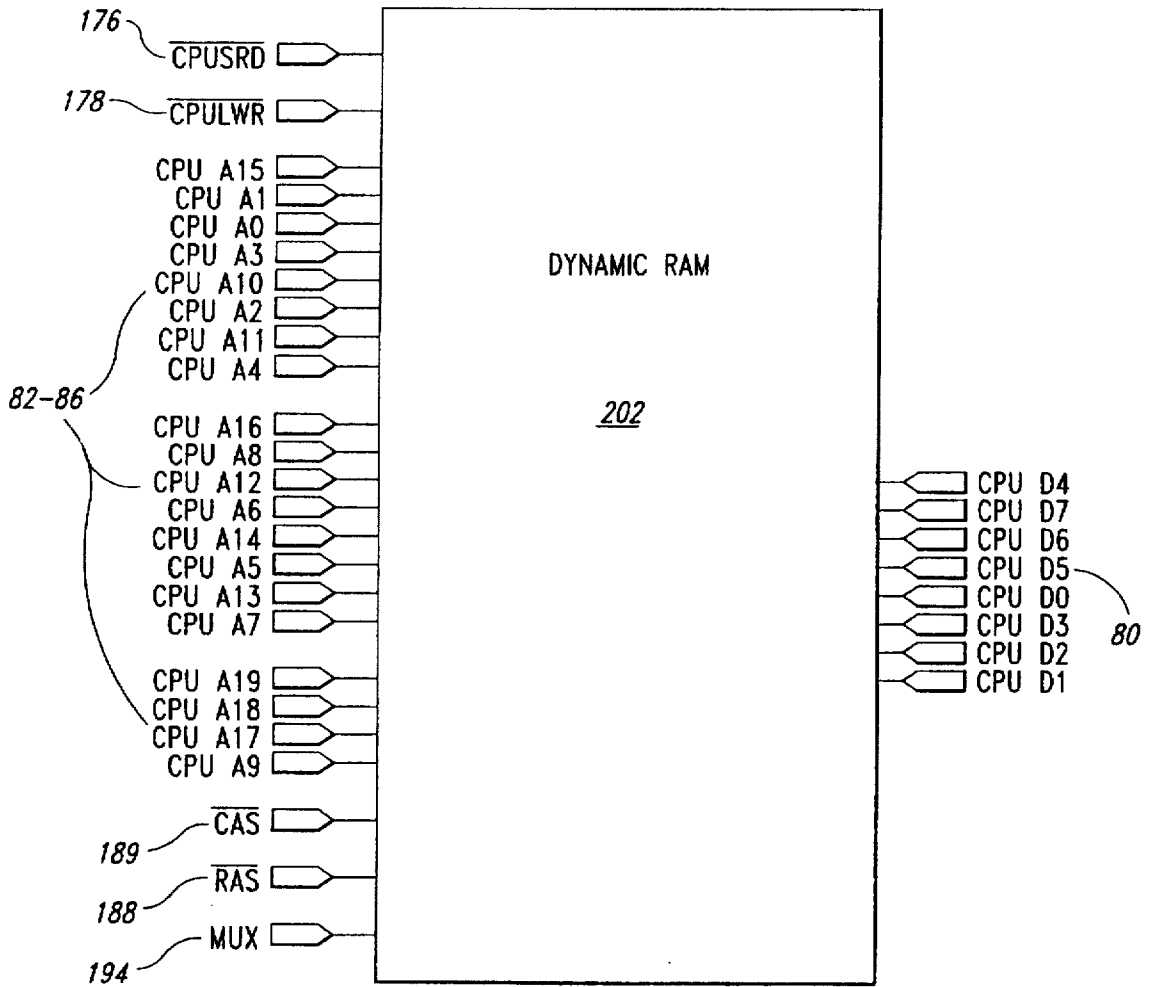 176
CPUSRD
178
CPULWR
CPU A15
CPU A1
CPU A0
CPU A3
CPU A10
CPU A2
CPU A11
CPU A4
82-86
CPU A16
CPU A8
CPU A12
CPU A6
CPU A14
CPU A5
CPU A13
CPU A7
CPU A19
CPU A18
CPU A17
CPU A9
CAS
189
RAS
188
MUX
194
DYNAMIC RAM
202
CPU D4
CPU D7
CPU D6
CPU D5
CPU D0
CPU D3
CPU D2
CPU D1
80